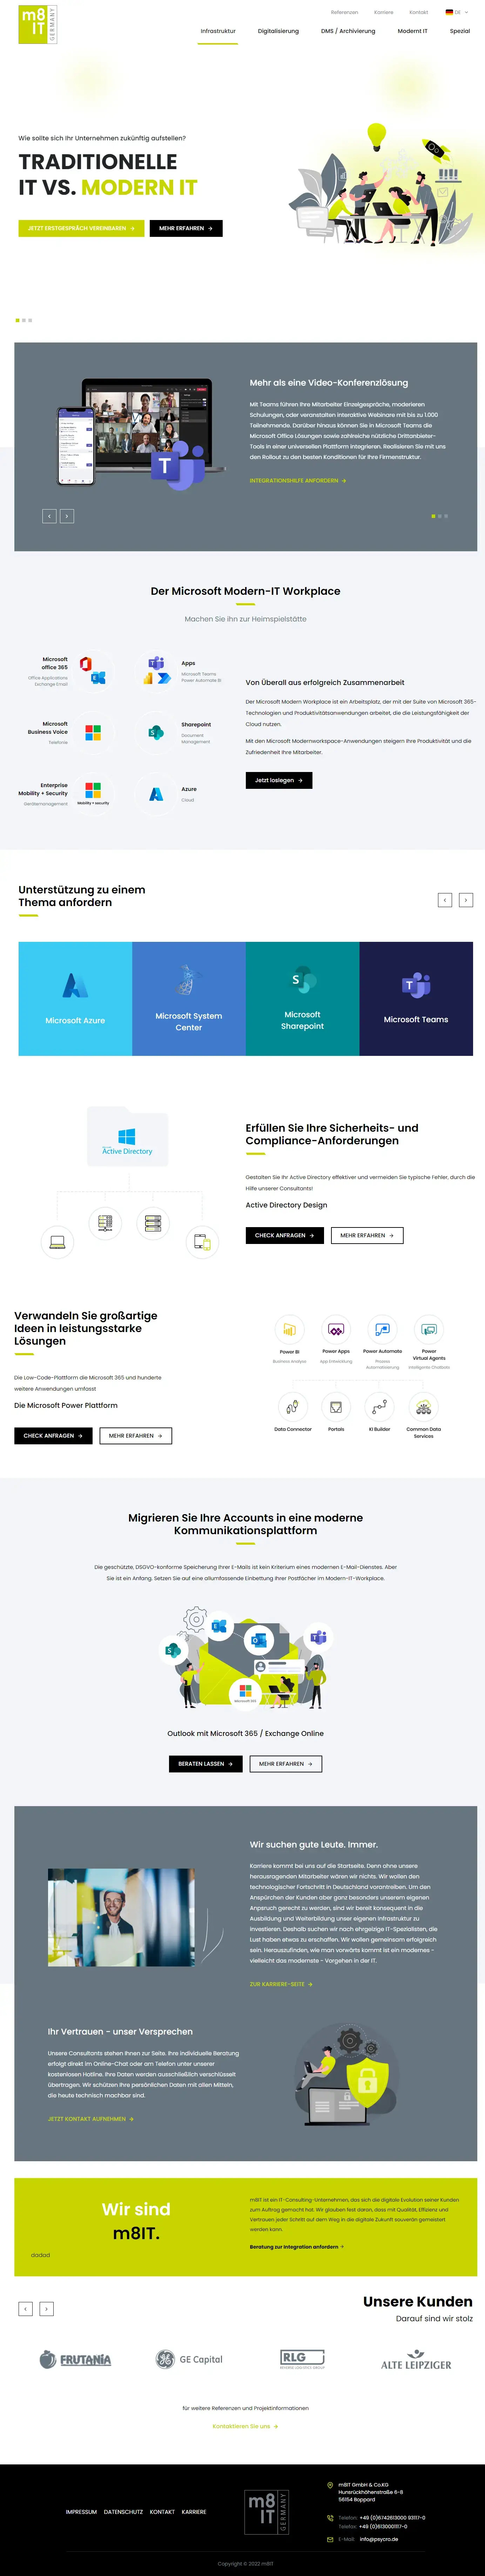 m8
IT
GERMANY
Referenzen Karriere Kontakt DE
Infrastruktur Digitalisierung DMS / Archivierung Modernt IT Spezial
Wie sollte sich Ihr Unternehmen zukünftig aufstellen?
TRADITIONELLE
IT VS. MODERN IT
JETZT ERSTGESPRÄCH VEREINBAREN →
MEHR ERFAHREN →
Mehr als eine Video-Konferenzlösung
Mit Teams führen Ihre Mitarbeiter Einzelgespräche, moderieren
Schulungen, oder veranstalten interaktive Webinare mit bis zu 1.000
Teilnehmende. Darüber hinaus können Sie in Microsoft Teams die
Microsoft Office Lösungen sowie zahlreiche nützliche Drittanbieter-
Tools in einer universellen Plattform integrieren. Realisieren Sie mit uns
den Rollout zu den besten Konditionen für Ihre Firmenstruktur.
INTEGRATIONSHILFE ANFORDERN →
Der Microsoft Modern-IT Workplace
Machen Sie ihn zur Heimspielstätte
Microsoft
office 365
Office Applications
Exchange Email
Apps
Microsoft Teams
Power Automate BI
Microsoft
Business Voice
Telefonie
Sharepoint
Document
Management
Enterprise
Mobility + Security
Gerätemanagement
Mobility + security
Azure
Cloud
Von Überall aus erfolgreich Zusammenarbeit
Der Microsoft Modern Workplace ist ein Arbeitsplatz, der mit der Suite von Microsoft 365-
Technologien und Produktivitätsanwendungen arbeitet, die die Leistungsfähigkeit der
Cloud nutzen.
Mit den Microsoft Modernworkspace-Anwendungen steigern Ihre Produktivität und die
Zufriedenheit Ihre Mitarbeiter.
Jetzt loslegen →
Unterstützung zu einem
Thema anfordern
Microsoft Azure
Microsoft System
Center
Microsoft
Sharepoint
Microsoft Teams
Active Directory
Erfüllen Sie Ihre Sicherheits- und
Compliance-Anforderungen
Gestalten Sie Ihr Active Directory effektiver und vermeiden Sie typische Fehler, durch die
Hilfe unserer Consultants!
Active Directory Design
CHECK ANFRAGEN →
MEHR ERFAHREN →
Verwandeln Sie großartige
Ideen in leistungsstarke
Lösungen
Die Low-Code-Plattform die Microsoft 365 und hunderte
weitere Anwendungen umfasst
Die Microsoft Power Plattform
CHECK ANFRAGEN →
MEHR ERFAHREN →
Power BI
Business Analyse
Power Apps
App Entwicklung
Power Automate
Prozess
Automatisierung
Power
Virtual Agents
Intelligente Chatbots
Data Connector
Portals
KI Builder
Common Data
Services
Migrieren Sie Ihre Accounts in eine moderne
Kommunikationsplattform
Die geschützte, DSGVO-konforme Speicherung Ihrer E-Mails ist kein Kriterium eines modernen E-Mail-Dienstes. Aber
Sie ist ein Anfang. Setzen Sie auf eine allumfassende Einbettung ihrer Postfächer im Modern-IT-Workplace.
Microsoft 365
Outlook mit Microsoft 365 / Exchange Online
BERATEN LASSEN →
MEHR ERFAHREN →
Wir suchen gute Leute. Immer.
Karriere kommt bei uns auf die Startseite. Denn ohne unsere
herausragenden Mitarbeiter wären wir nichts. Wir wollen den
technologischer Fortschritt in Deutschland vorantreiben. Um den
Ansprüchen der Kunden aber ganz besonders unserem eigenen
Anspruch gerecht zu werden, sind wir bereit konsequent in die
Ausbildung und Weiterbildung unser eigenen Infrastruktur zu
investieren. Deshalb suchen wir nach ehrgeizige IT-Spezialisten, die
Lust haben etwas zu erschaffen. Wir wollen gemeinsam erfolgreich
sein. Herauszufinden, wie man vorwärts kommt ist ein modernes -
vielleicht das modernste - Vorgehen in der IT.
ZUR KARRIERE-SEITE →
Ihr Vertrauen - unser Versprechen
Unsere Consultants stehen Ihnen zur Seite. Ihre individuelle Beratung
erfolgt direkt im Online-Chat oder am Telefon unter unserer
kostenlosen Hotline. Ihre Daten werden ausschließlich verschlüsselt
übertragen. Wir schützen Ihre persönlichen Daten mit allen Mitteln,
die heute technisch machbar sind.
JETZT KONTAKT AUFNEHMEN →
Wir sind
m8IT.
dadad
m8IT ist ein IT-Consulting-Unternehmen, das sich die digitale Evolution seiner Kunden
zum Auftrag gemacht hat. Wir glauben fest daran, dass mit Qualität, Effizienz und
Vertrauen jeder Schritt auf dem Weg in die digitale Zukunft souverän gemeistert
werden kann.
Beratung zur Integration anfordern →
Unsere Kunden
Darauf sind wir stolz
FRUTANIA
GE Capital
RLG
REVERSE LOGISTICS GROUP
ALTE LEIPZIGER
für weitere Referenzen und Projektinformationen
Kontaktieren Sie uns →
IMPRESSUM DATENSCHUTZ KONTAKT KARRIERE
m8
IT
GERMANY
m8IT GmbH & Co.KG
Hunsrückhöhenstraße 6-8
56154 Boppard
Telefon: +49 (0)6742613000 93117-0
Telefax: +49 (0)613000117-0
E-Mail: info@psycro.de
Copyright © 2022 m8IT